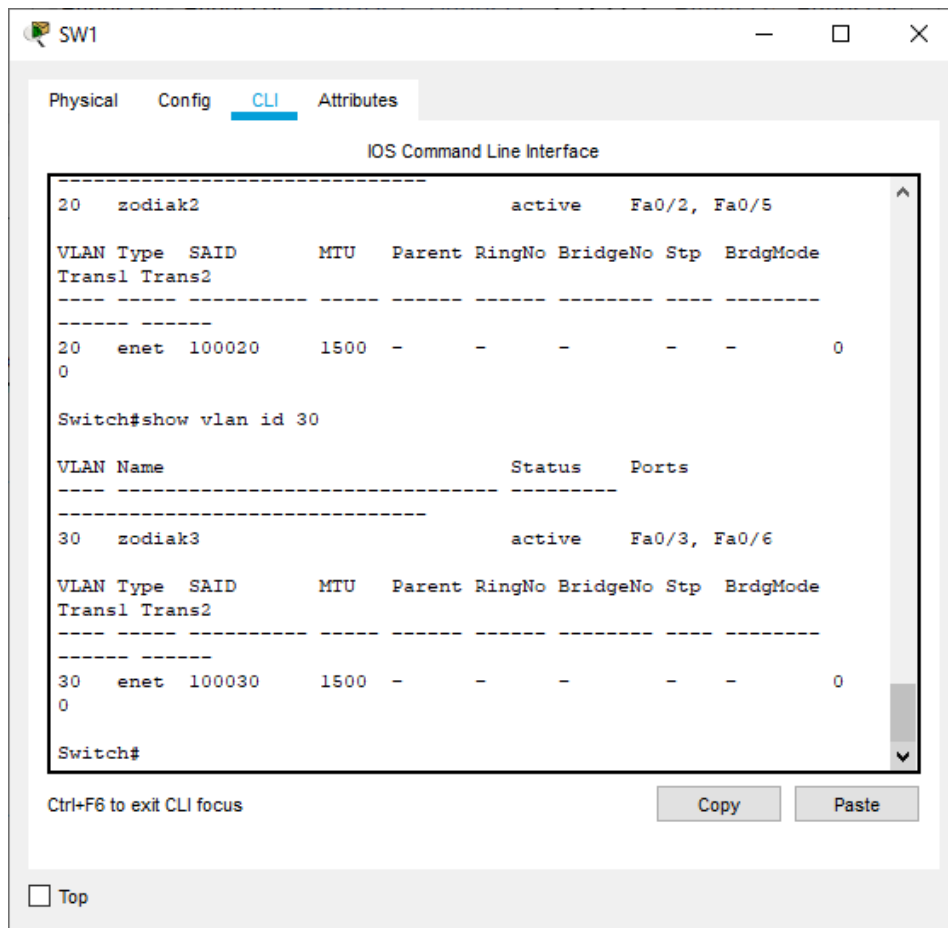 SW1
Physical Config CLI Attributes
IOS Command Line Interface
--------------------------------
20   zodiak2                          active    Fa0/2, Fa0/5
VLAN Type  SAID       MTU   Parent RingNo BridgeNo Stp  BrdgMode
Trans1 Trans2
---- ----- ---------- ----- ------ ------ -------- ---- --------
------ ------
20   enet  100020     1500  -      -      -        -    -        0
0
Switch#show vlan id 30
VLAN Name                             Status    Ports
---- -------------------------------- ---------
-------------------------------
30   zodiak3                          active    Fa0/3, Fa0/6
VLAN Type  SAID       MTU   Parent RingNo BridgeNo Stp  BrdgMode
Trans1 Trans2
---- ----- ---------- ----- ------ ------ -------- ---- --------
------ ------
30   enet  100030     1500  -      -      -        -    -        0
0
Switch#
Ctrl+F6 to exit CLI focus
Copy Paste
Top